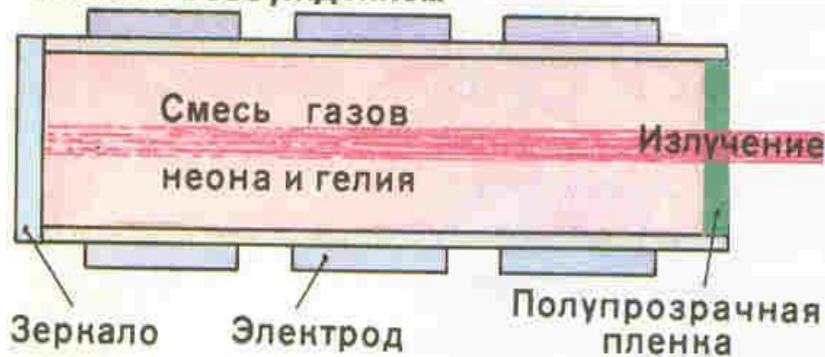 Смесь газов
Излучение
неона и гелия
Зеркало
Электрод
Полупрозрачная
пленка